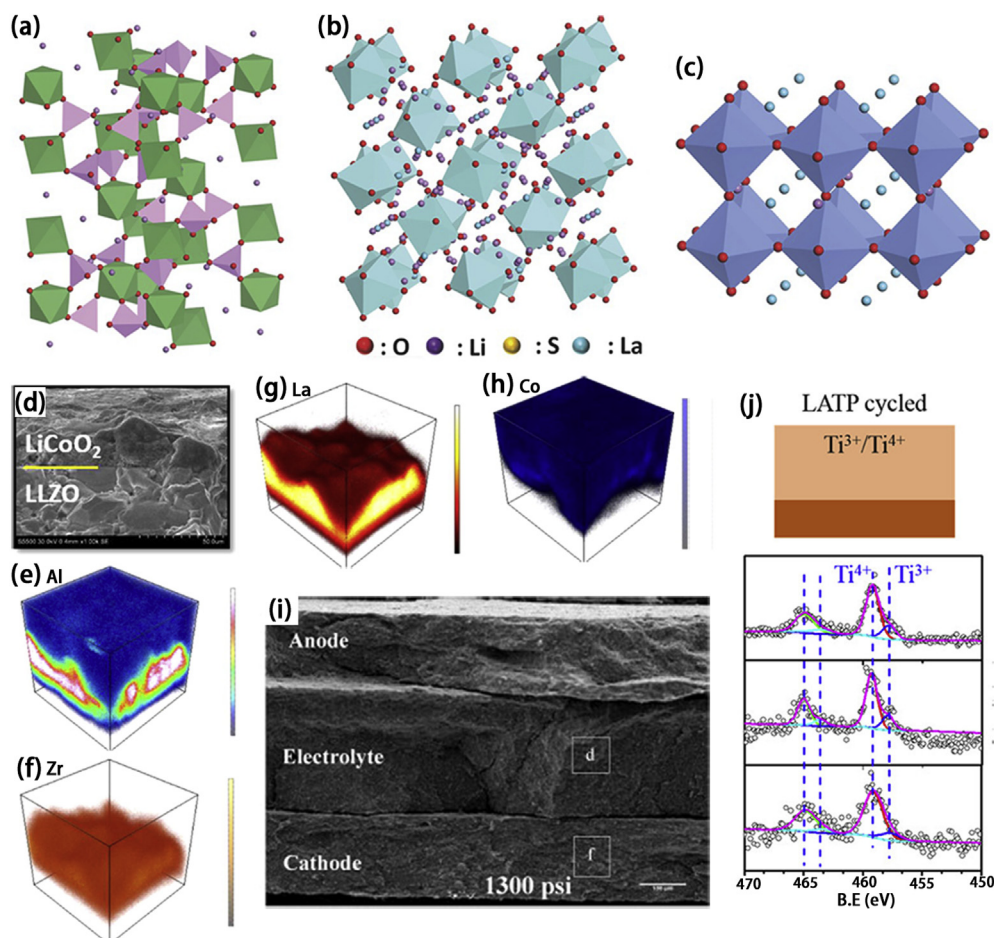 (a)
(b)
(c)
: O : Li : S : La
(d)
LiCoO₂
LLZO
(e) Al
(f) Zr
(g) La
(h) Co
(i)
Anode
Electrolyte
d
Cathode
f
1300 psi
(j)
LATP cycled
Ti³⁺/Ti⁴⁺
Ti⁴⁺ Ti³⁺
470 465 460 455 450
B.E (eV)